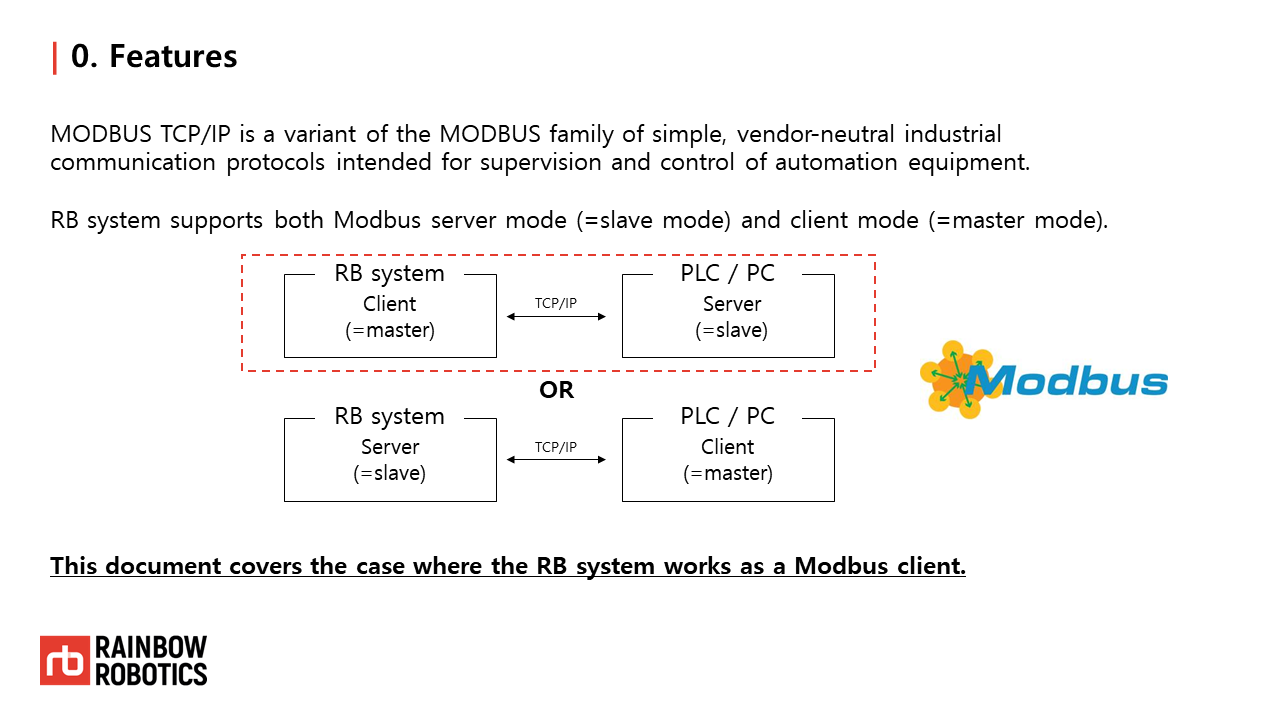 0. Features
MODBUS TCP/IP is a variant of the MODBUS family of simple, vendor-neutral industrial
communication protocols intended for supervision and control of automation equipment.
RB system supports both Modbus server mode (=slave mode) and client mode (=master mode).
RB system
Client
(=master)
TCP/IP
PLC / PC
Server
(=slave)
OR
RB system
Server
(=slave)
TCP/IP
PLC / PC
Client
(=master)
Modbus
This document covers the case where the RB system works as a Modbus client.
rb
RAINBOW
ROBOTICS